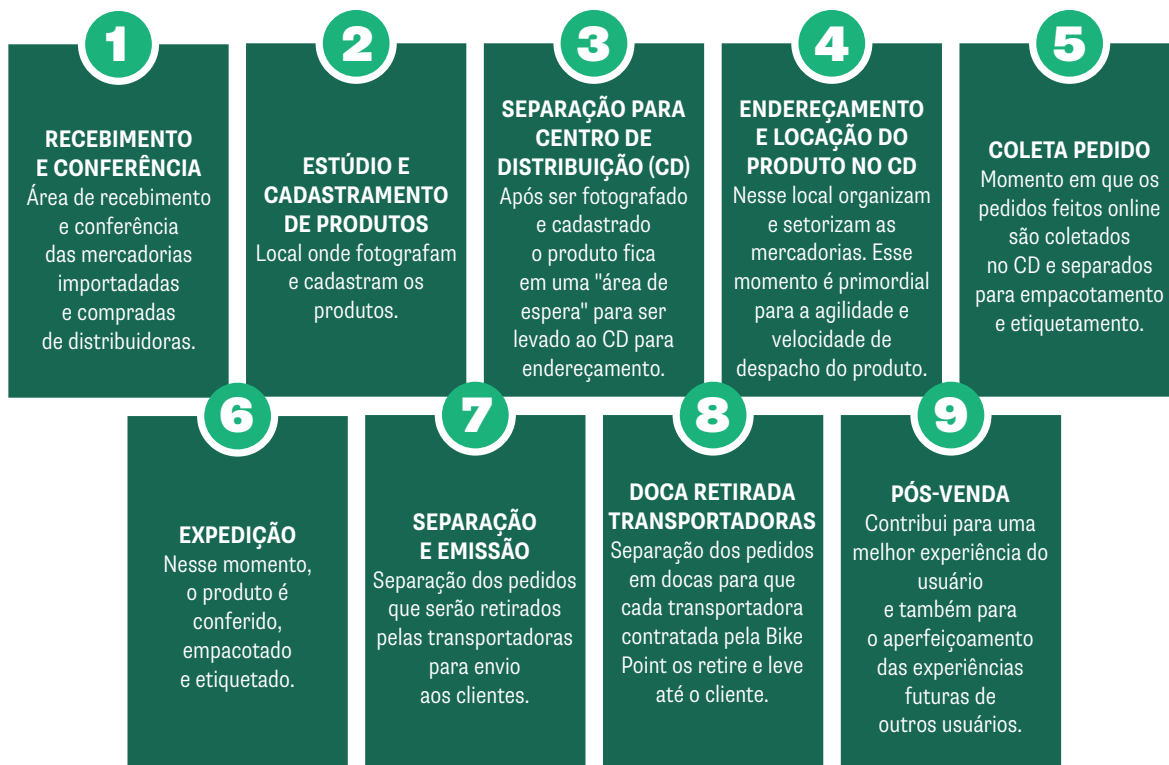 1
RECEBIMENTO
E CONFERÊNCIA
Área de recebimento
e conferência
das mercadorias
importadadas
e compradas
de distribuidoras.
2
ESTÚDIO E
CADASTRAMENTO
DE PRODUTOS
Local onde fotografam
e cadastram os
produtos.
3
SEPARAÇÃO PARA
CENTRO DE
DISTRIBUIÇÃO (CD)
Após ser fotografado
e cadastrado
o produto fica
em uma "área de
espera" para ser
levado ao CD para
endereçamento.
4
ENDEREÇAMENTO
E LOCAÇÃO DO
PRODUTO NO CD
Nesse local organizam
e setorizam as
mercadorias. Esse
momento é primordial
para a agilidade e
velocidade de
despacho do produto.
5
COLETA PEDIDO
Momento em que os
pedidos feitos online
são coletados
no CD e separados
para empacotamento
e etiquetamento.
6
EXPEDIÇÃO
Nesse momento,
o produto é
conferido,
empacotado
e etiquetado.
7
SEPARAÇÃO
E EMISSÃO
Separação dos pedidos
que serão retirados
pelas transportadoras
para envio
aos clientes.
8
DOCA RETIRADA
TRANSPORTADORAS
Separação dos pedidos
em docas para que
cada transportadora
contratada pela Bike
Point os retire e leve
até o cliente.
9
PÓS-VENDA
Contribui para uma
melhor experiência do
usuário
e também para
o aperfeiçoamento
das experiências
futuras de
outros usuários.